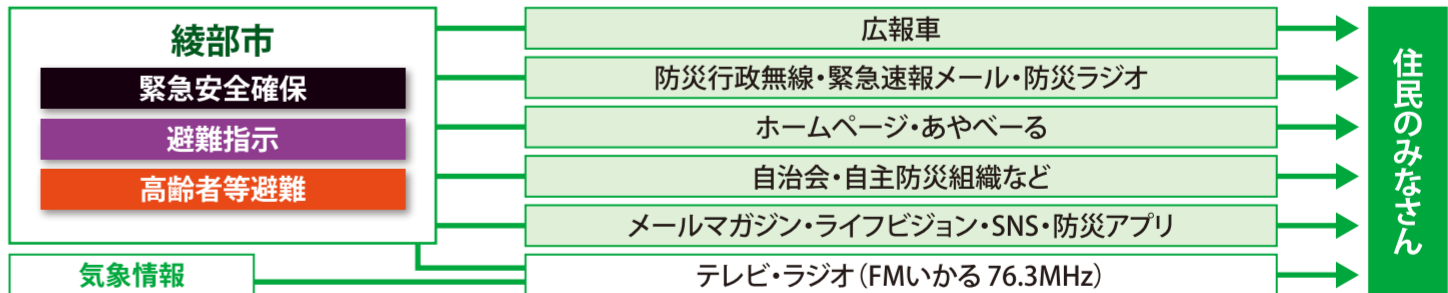 綾部市
緊急安全確保
避難指示
高齢者等避難
気象情報
広報車
防災行政無線・緊急速報メール・防災ラジオ
ホームページ・あやべーる
自治会・自主防災組織など
メールマガジン・ライフビジョン・SNS・防災アプリ
テレビ・ラジオ（FMいかる 76.3MHz）
住民のみなさん